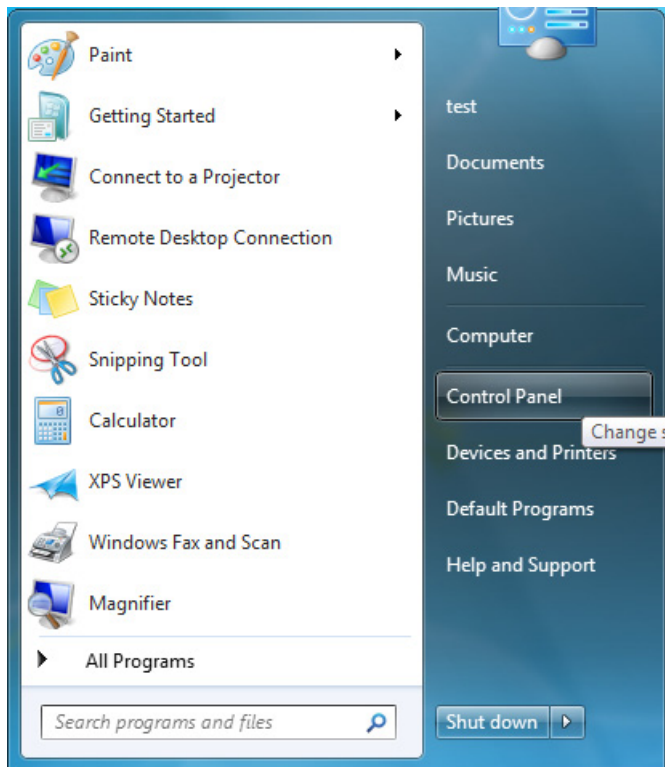 Paint
Getting Started
Connect to a Projector
Remote Desktop Connection
Sticky Notes
Snipping Tool
Calculator
XPS Viewer
Windows Fax and Scan
Magnifier
All Programs
Search programs and files
test
Documents
Pictures
Music
Computer
Control Panel
Change s
Devices and Printers
Default Programs
Help and Support
Shut down